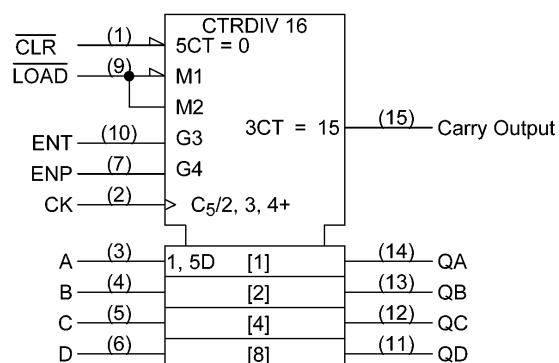 CTRDIV 16
CLR (1) 5CT = 0
LOAD (9) M1
M2
3CT = 15 (15) Carry Output
ENT (10) G3
ENP (7) G4
CK (2) C5/2, 3, 4+
A (3) 1, 5D [1] (14) QA
B (4) [2] (13) QB
C (5) [4] (12) QC
D (6) [8] (11) QD